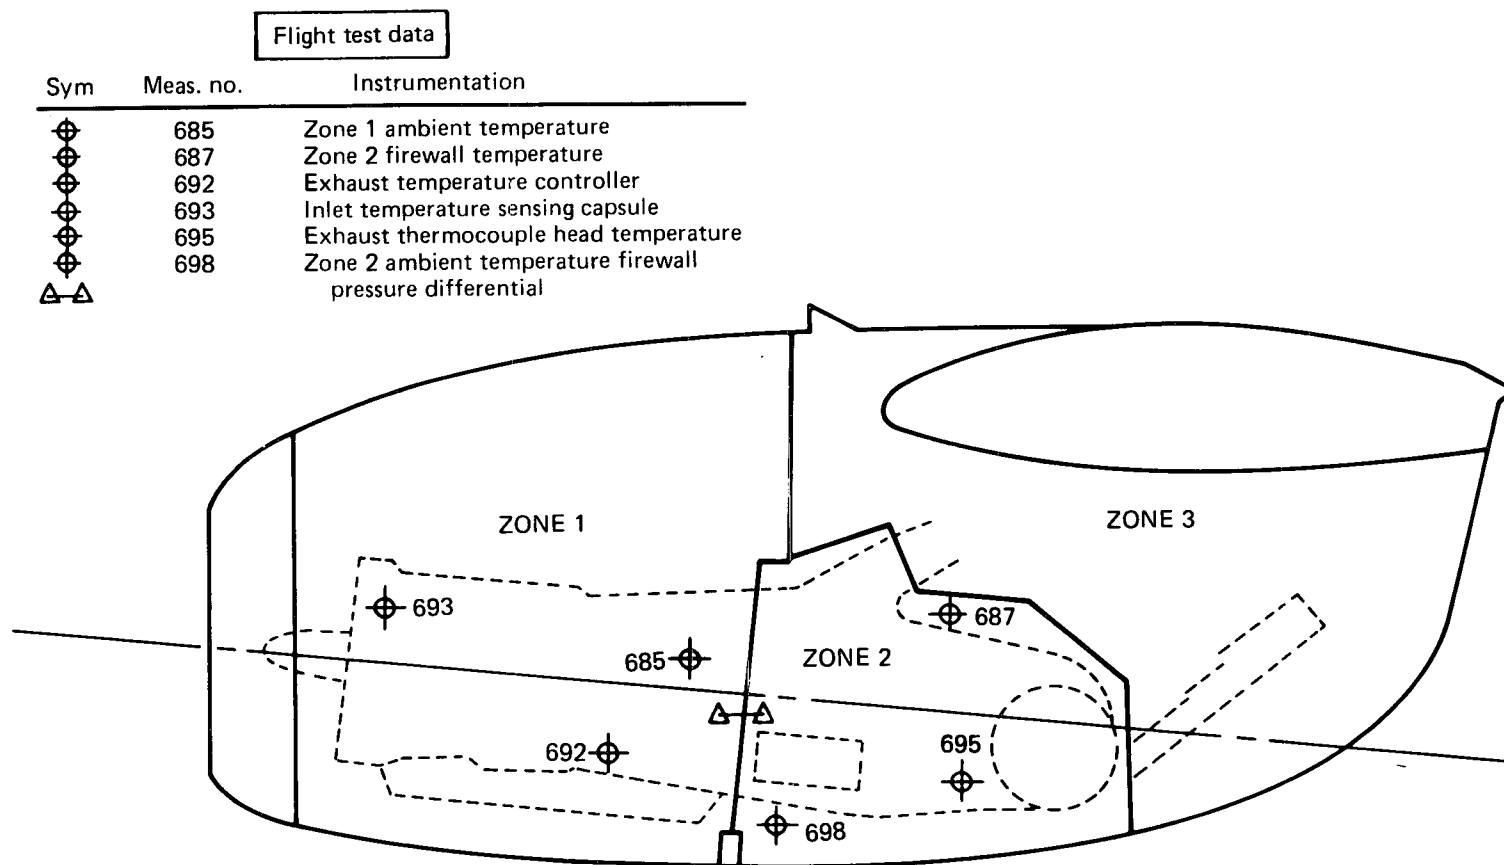 Flight test data
Sym Meas. no. Instrumentation
685 Zone 1 ambient temperature
687 Zone 2 firewall temperature
692 Exhaust temperature controller
693 Inlet temperature sensing capsule
695 Exhaust thermocouple head temperature
698 Zone 2 ambient temperature firewall
pressure differential
ZONE 1
ZONE 3
693
687
685
ZONE 2
692
695
698